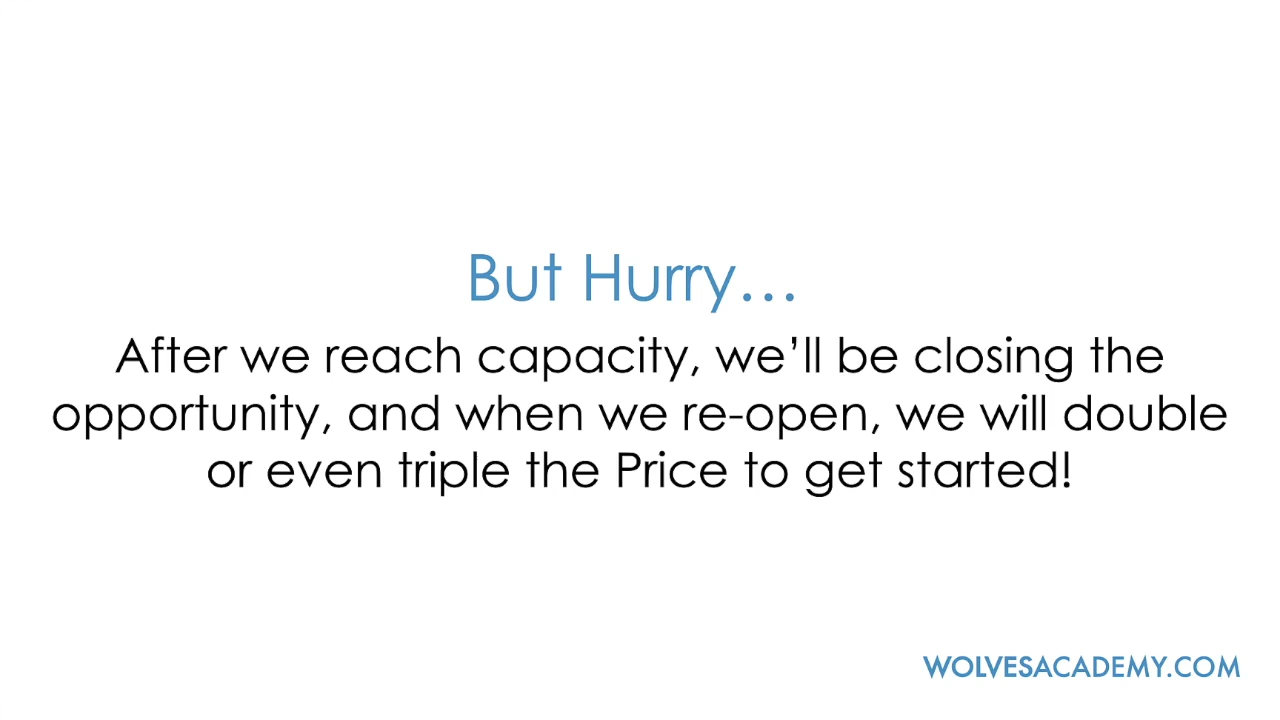 But Hurry…
After we reach capacity, we’ll be closing the
opportunity, and when we re-open, we will double
or even triple the Price to get started!
WOLVESACADEMY.COM